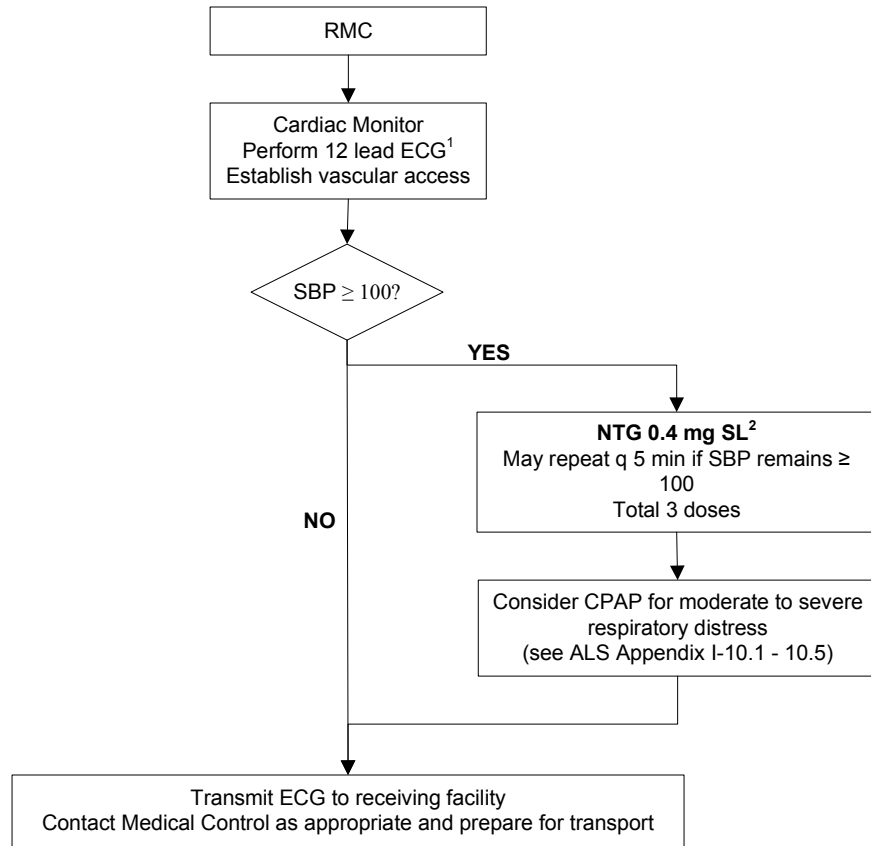 RMC
Cardiac Monitor
Perform 12 lead ECG¹
Establish vascular access
SBP ≥ 100?
YES
NTG 0.4 mg SL²
May repeat q 5 min if SBP remains ≥
100
Total 3 doses
NO
Consider CPAP for moderate to severe
respiratory distress
(see ALS Appendix I-10.1 - 10.5)
Transmit ECG to receiving facility
Contact Medical Control as appropriate and prepare for transport